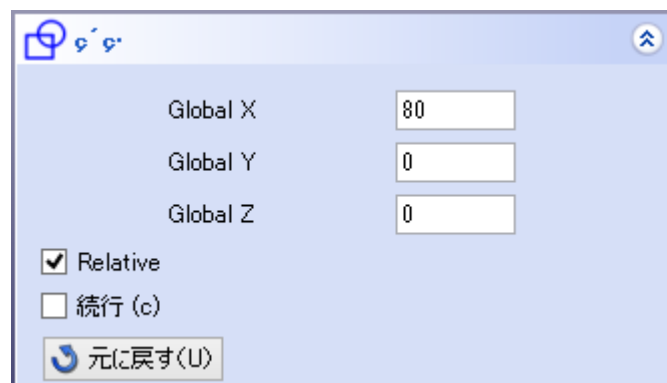 ç´ç·
Global X 80
Global Y 0
Global Z 0
Relative
続行 (c)
元に戻す(U)